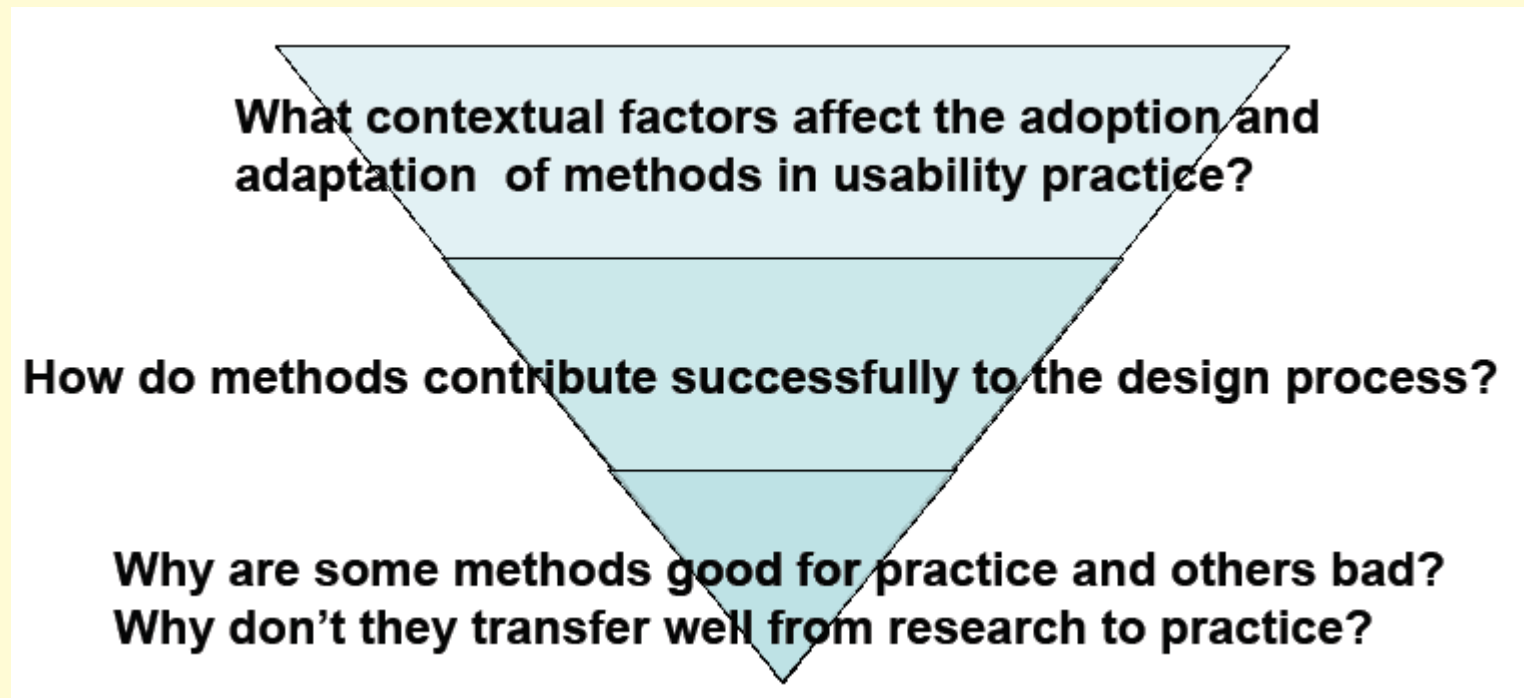 What contextual factors affect the adoption and
adaptation  of methods in usability practice?
How do methods contribute successfully to the design process?
Why are some methods good for practice and others bad?
Why don’t they transfer well from research to practice?